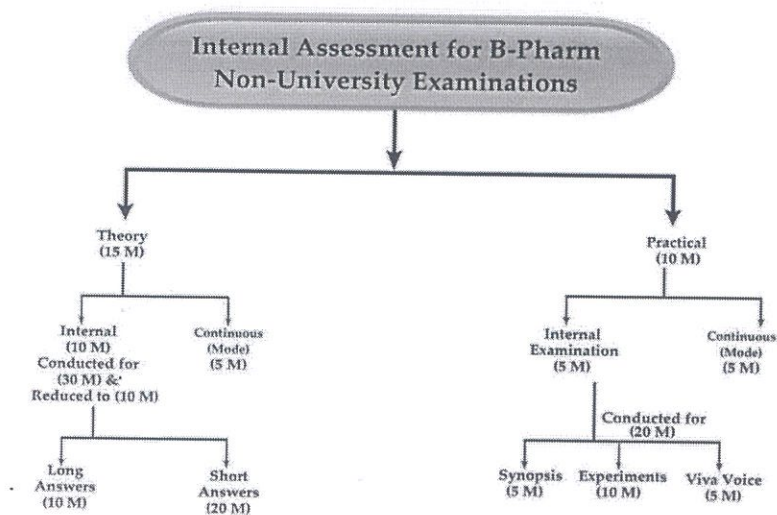 Internal Assessment for B-Pharm
Non-University Examinations
Theory
(15 M)
Practical
(10 M)
Internal
(10 M)
Conducted for
(30 M) &
Reduced to (10 M)
Continuous
(Mode)
(5 M)
Internal
Examination
(5 M)
Continuous
(Mode)
(5 M)
Conducted for
(20 M)
Long
Answers
(10 M)
Short
Answers
(20 M)
Synopsis
(5 M)
Experiments
(10 M)
Viva Voice
(5 M)